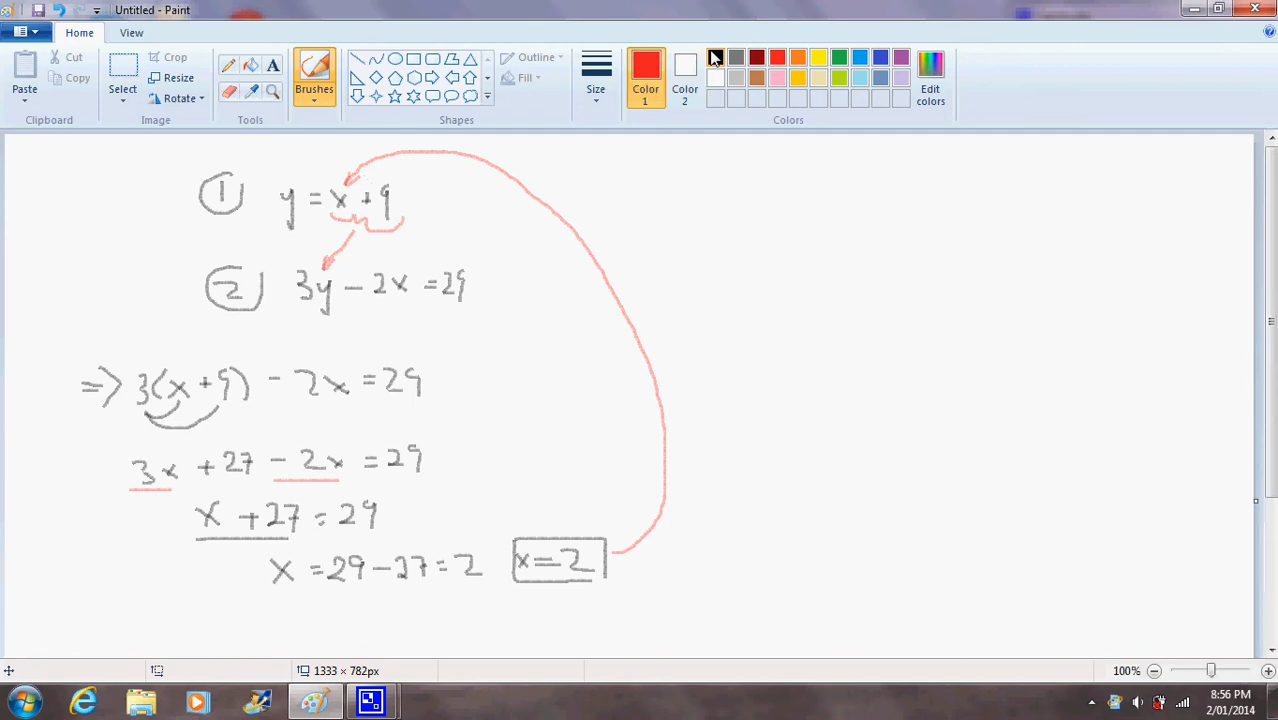 Untitled - Paint
Home View
Paste
Cut
Copy
Clipboard
Select
Crop
Resize
Rotate
Image
Tools
Brushes
Shapes
Outline
Fill
Size
Color 1
Color 2
Edit colors
Colors
① y = x + 9
② 3y - 2x = 29
=> 3(x + 9) - 2x = 29
3x + 27 - 2x = 29
x + 27 = 29
x = 29 - 27 = 2 x = 2
1333 × 782px
100%
8:56 PM
2/01/2014